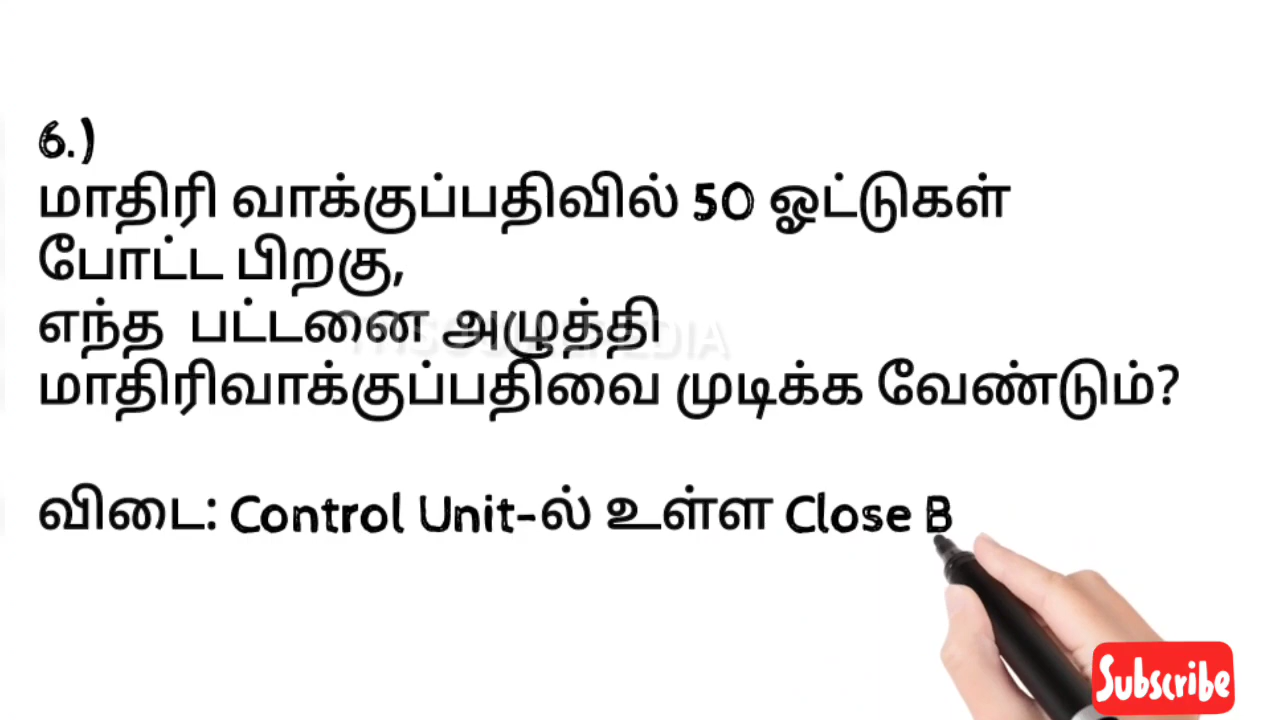 6.)
மாதிரி வாக்குப்பதிவில் 50 ஓட்டுகள்
போட்ட பிறகு,
எந்த பட்டனை அழுத்தி
மாதிரிவாக்குப்பதிவை முடிக்க வேண்டும்?
விடை: Control Unit-ல் உள்ள Close B
Subscribe